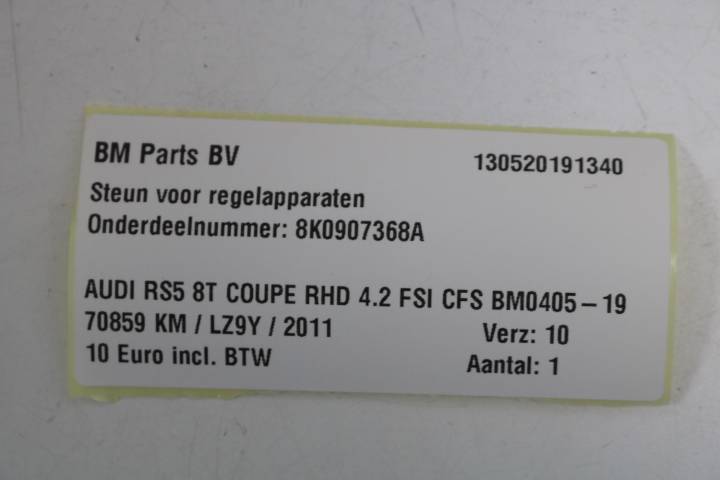 BM Parts BV 130520191340
Steun voor regelapparaten
Onderdeelnummer: 8K0907368A
AUDI RS5 8T COUPE RHD 4.2 FSI CFS BM0405-19
70859 KM / LZ9Y / 2011 Verz: 10
10 Euro incl. BTW Aantal: 1